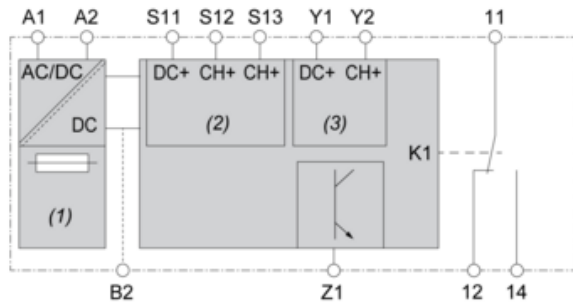 A1 A2 S11 S12 S13 Y1 Y2 11
AC/DC DC+ CH+ CH+ DC+ CH+
DC (2) (3)
K1
(1)
B2 Z1 12 14